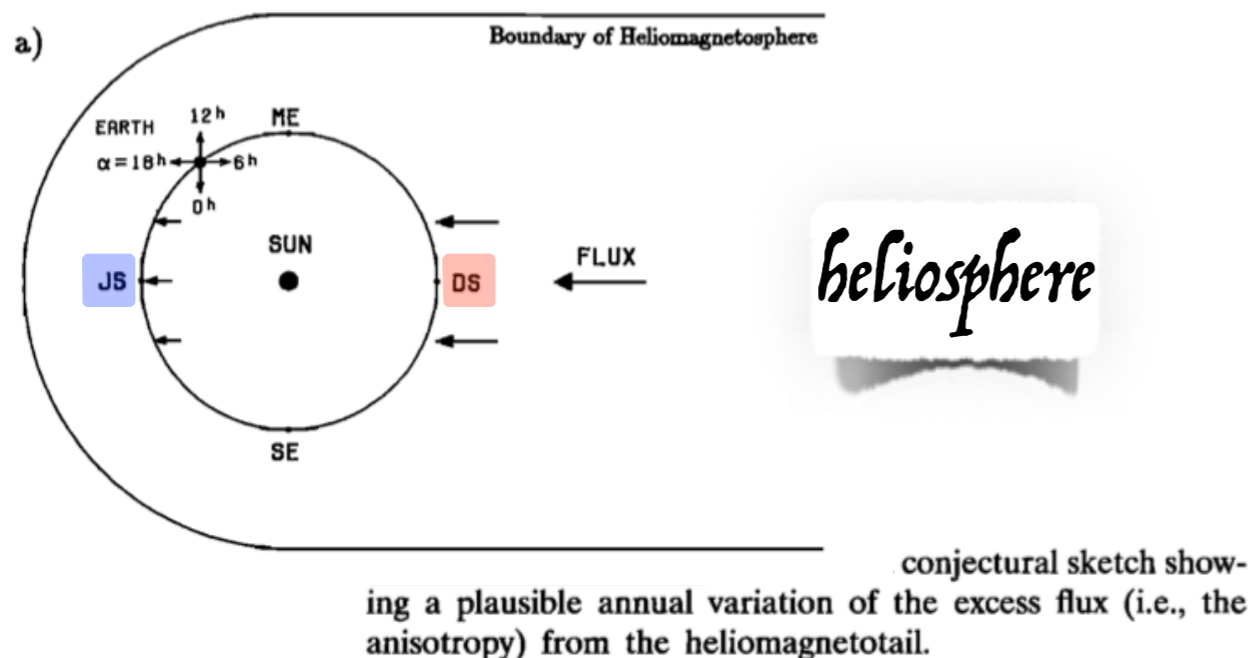 a)
Boundary of Heliomagnetosphere
12h
ME
EARTH
α=18h
6h
0h
SUN
FLUX
JS
DS
heliosphere
SE
conjectural sketch show-
ing a plausible annual variation of the excess flux (i.e., the
anisotropy) from the heliomagnetotail.